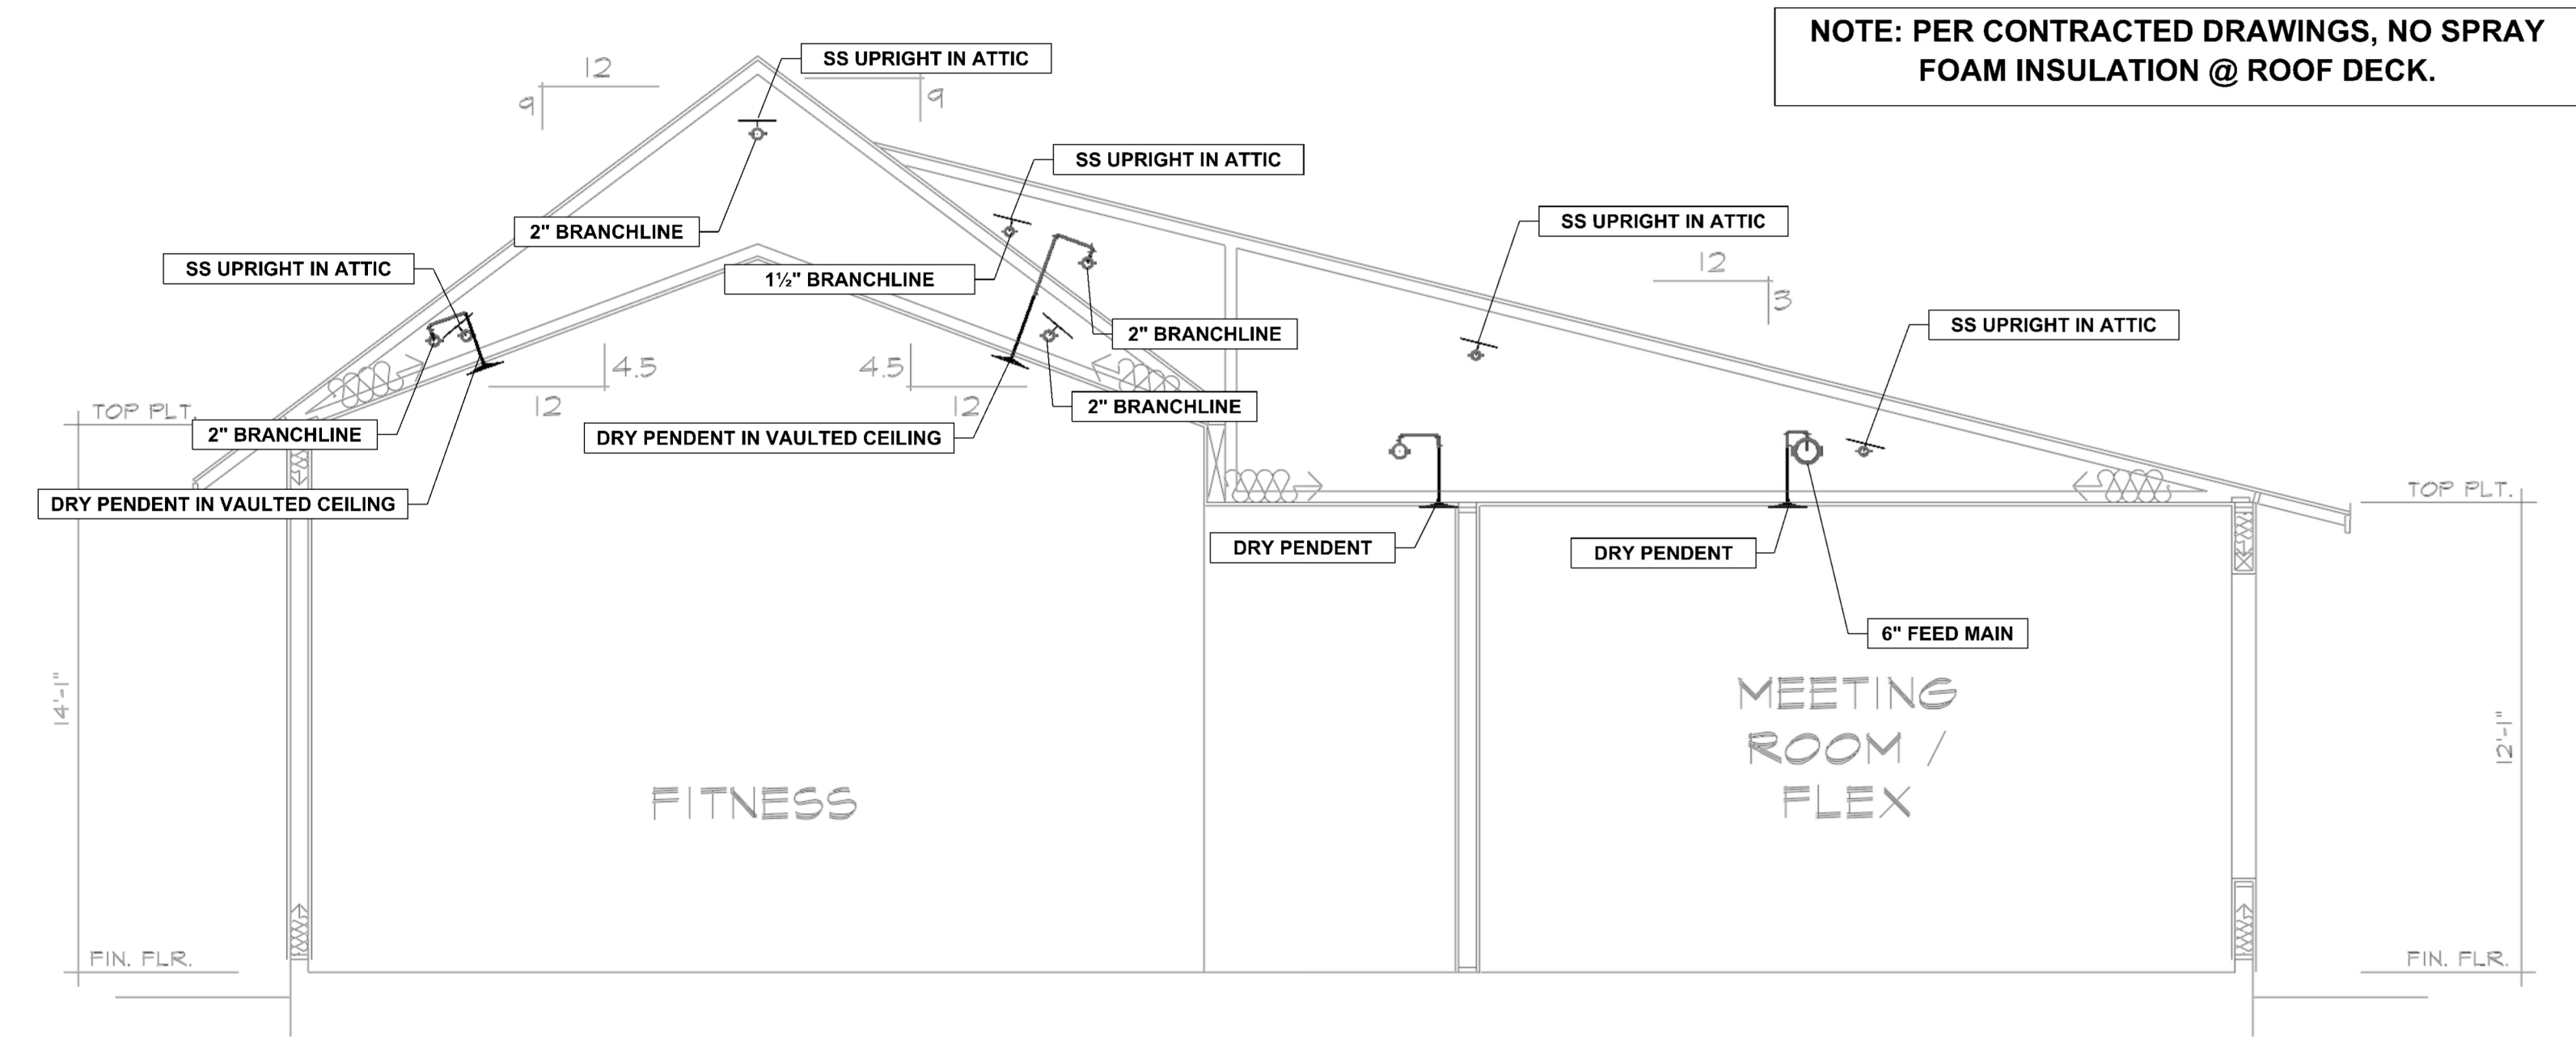 NOTE: PER CONTRACTED DRAWINGS, NO SPRAY
FOAM INSULATION @ ROOF DECK.
SS UPRIGHT IN ATTIC
12
9
9
SS UPRIGHT IN ATTIC
2" BRANCHLINE
SS UPRIGHT IN ATTIC
SS UPRIGHT IN ATTIC
1½" BRANCHLINE
12
3
2" BRANCHLINE
SS UPRIGHT IN ATTIC
4.5
12
4.5
12
2" BRANCHLINE
TOP PLT.
2" BRANCHLINE
DRY PENDENT IN VAULTED CEILING
DRY PENDENT IN VAULTED CEILING
TOP PLT.
DRY PENDENT
DRY PENDENT
6" FEED MAIN
14'-1"
MEETING
ROOM /
FLEX
12'-1"
FITNESS
FIN. FLR.
FIN. FLR.